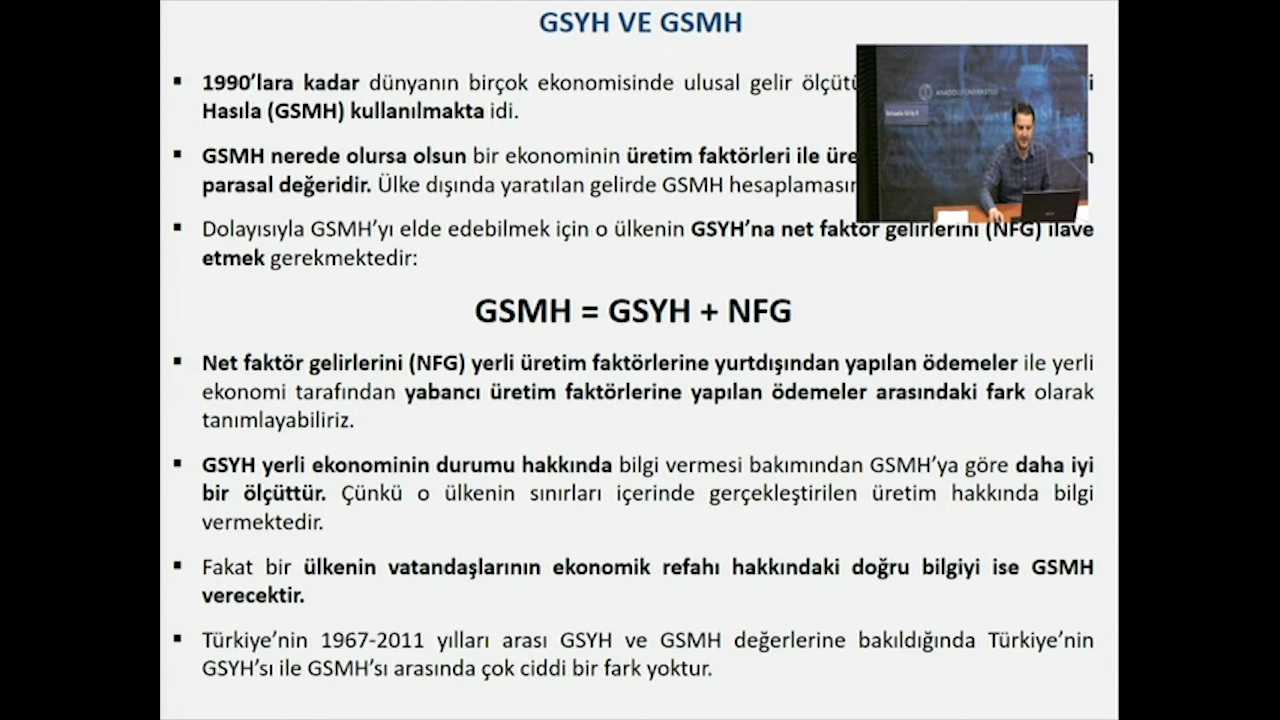 GSYH VE GSMH
▪ 1990’lara kadar dünyanın birçok ekonomisinde ulusal gelir
Hasıla (GSMH) kullanılmakta idi.
▪ GSMH nerede olursa olsun bir ekonominin üretim faktörleri ile
parasal değeridir. Ülke dışında yaratılan gelirde GSMH
▪ Dolayısıyla GSMH’yı elde edebilmek için o ülkenin GSYH’na net faktör gelirlerini (NFG) ilave
etmek gerekmektedir:
GSMH = GSYH + NFG
▪ Net faktör gelirlerini (NFG) yerli üretim faktörlerine yurtdışından yapılan ödemeler ile yerli
ekonomi tarafından yabancı üretim faktörlerine yapılan ödemeler arasındaki fark olarak
tanımlayabiliriz.
▪ GSYH yerli ekonominin durumu hakkında bilgi vermesi bakımından GSMH’ya göre daha iyi
bir ölçüttür. Çünkü o ülkenin sınırları içerinde gerçekleştirilen üretim hakkında bilgi
vermektedir.
▪ Fakat bir ülkenin vatandaşlarının ekonomik refahı hakkındaki doğru bilgiyi ise GSMH
verecektir.
▪ Türkiye’nin 1967-2011 yılları arası GSYH ve GSMH değerlerine bakıldığında Türkiye’nin
GSYH’sı ile GSMH’sı arasında çok ciddi bir fark yoktur.